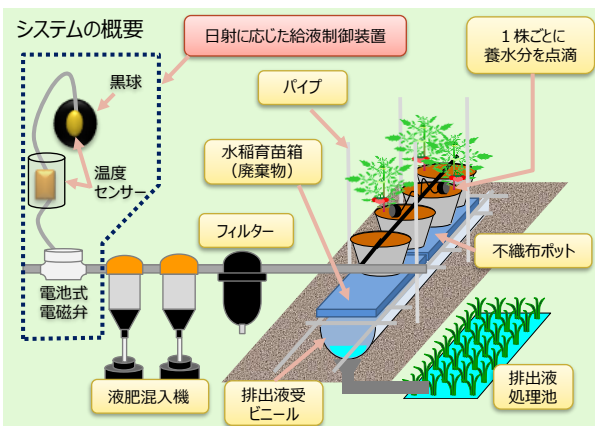 システムの概要
日射に応じた給液制御装置
1株ごとに
養水分を点滴
黒球
パイプ
水稲育苗箱
(廃棄物)
温度
センサー
フィルター
不織布ポット
電池式
電磁弁
液肥混入機
排出液受
ビニール
排出液
処理池